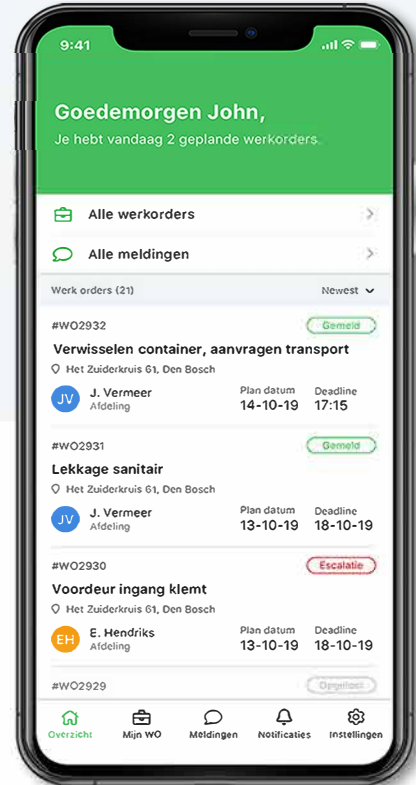 9:41
Goedemorgen John,
Je hebt vandaag 2 geplande werkorders.
Alle werkorders
Alle meldingen
Werk orders (21) Newest
#WO2932 Gemeld
Verwisselen container, aanvragen transport
Het Zuiderkruis 61, Den Bosch
JV J. Vermeer Plan datum Deadline
Afdeling 14-10-19 17:15
#WO2931 Gemeld
Lekkage sanitair
Het Zuiderkruis 61, Den Bosch
JV J. Vermeer Plan datum Deadline
Afdeling 13-10-19 18-10-19
#WO2930 Escalatie
Voordeur ingang klemt
Het Zuiderkruis 61, Den Bosch
EH E. Hendriks Plan datum Deadline
Afdeling 13-10-19 18-10-19
#WO2929 Opgelost
Overzicht Mijn WO Meldingen Notificaties Instellingen